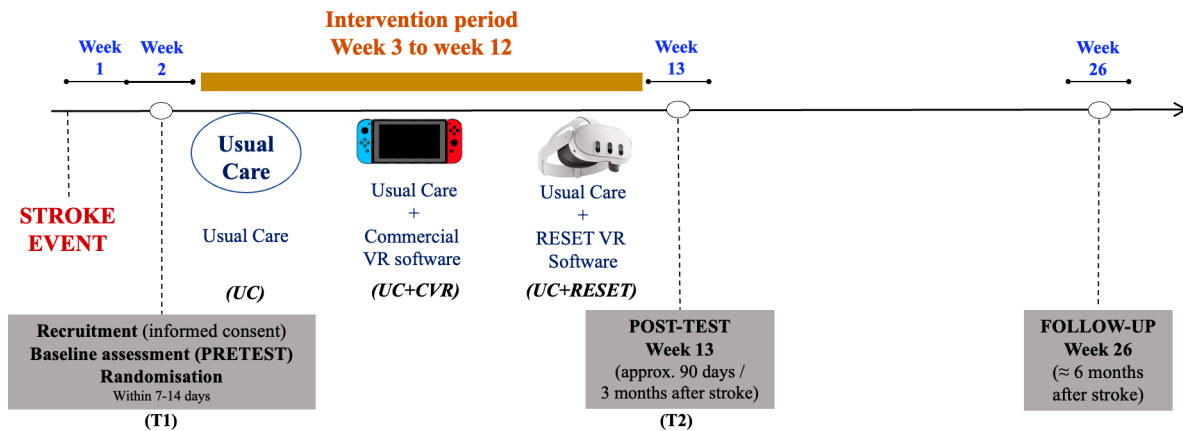 Intervention period
Week 3 to week 12
Week
1
Week
2
Week
13
Week
26
Usual
Care
STROKE
EVENT
Usual Care
(UC)
Usual Care
+
Commercial
VR software
(UC+CVR)
Usual Care
+
RESET VR
Software
(UC+RESET)
Recruitment (informed consent)
Baseline assessment (PRETEST)
Randomisation
Within 7-14 days
(T1)
POST-TEST
Week 13
(approx. 90 days /
3 months after stroke)
(T2)
FOLLOW-UP
Week 26
(≈ 6 months
after stroke)